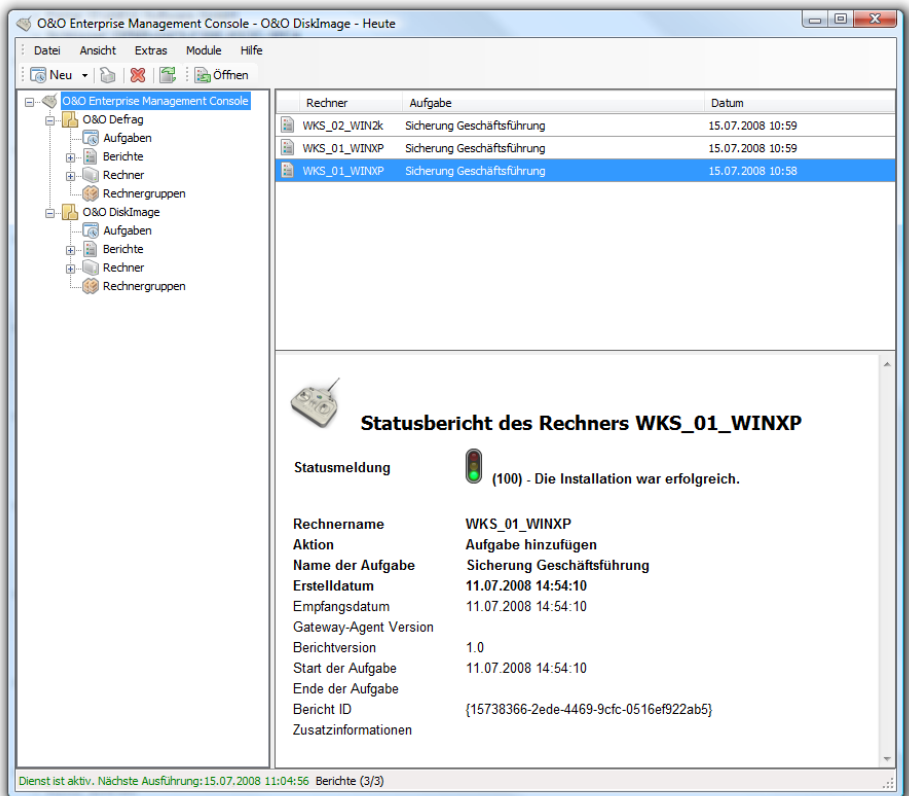 O&O Enterprise Management Console - O&O DiskImage - Heute
Datei Ansicht Extras Module Hilfe
Neu Öffnen
O&O Enterprise Management Console
O&O Defrag
Aufgaben
Berichte
Rechner
Rechnergruppen
O&O DiskImage
Aufgaben
Berichte
Rechner
Rechnergruppen
Rechner Aufgabe Datum
WKS_02_WIN2k Sicherung Geschäftsführung 15.07.2008 10:59
WKS_01_WINXP Sicherung Geschäftsführung 15.07.2008 10:59
WKS_01_WINXP Sicherung Geschäftsführung 15.07.2008 10:58
Statusbericht des Rechners WKS_01_WINXP
Statusmeldung (100) - Die Installation war erfolgreich.
Rechnername WKS_01_WINXP
Aktion Aufgabe hinzufügen
Name der Aufgabe Sicherung Geschäftsführung
Erstelldatum 11.07.2008 14:54:10
Empfangsdatum 11.07.2008 14:54:10
Gateway-Agent Version
Berichtversion 1.0
Start der Aufgabe 11.07.2008 14:54:10
Ende der Aufgabe
Bericht ID {15738366-2ede-4469-9cfc-0516ef922ab5}
Zusatzinformationen
Dienst ist aktiv. Nächste Ausführung:15.07.2008 11:04:56 Berichte (3/3)